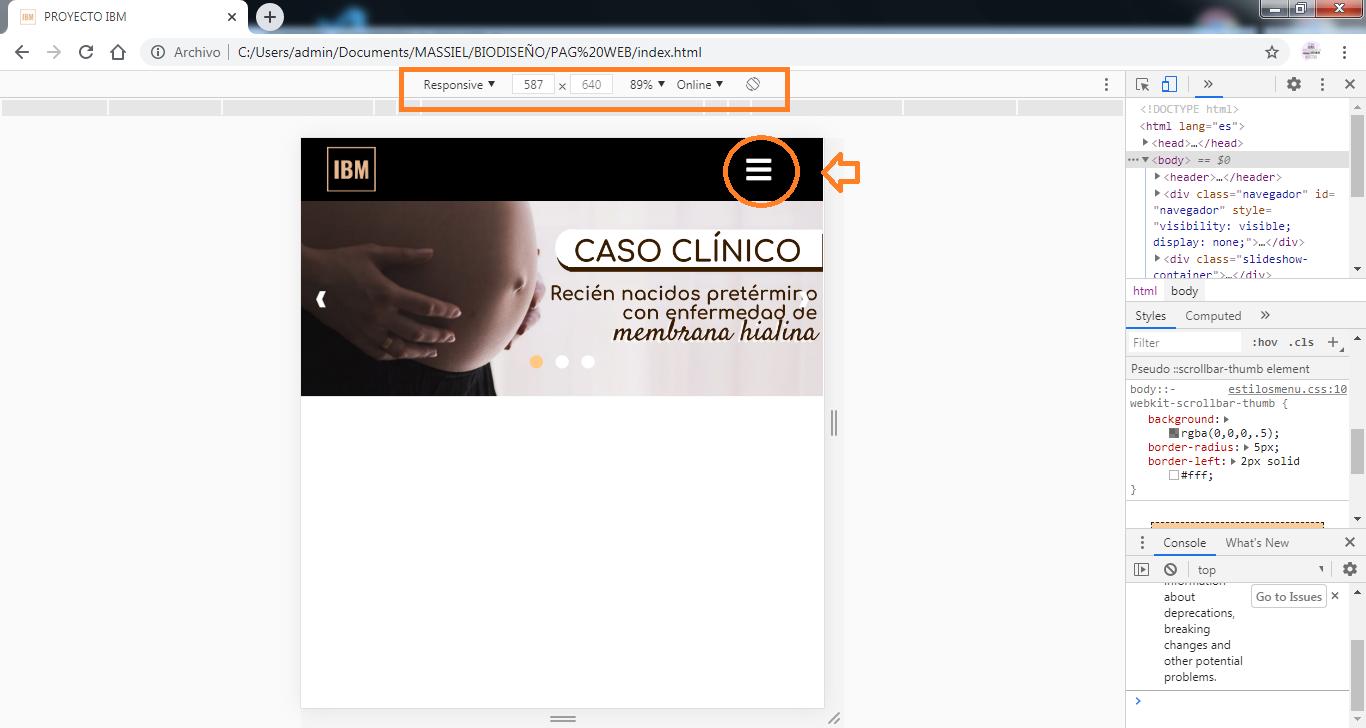 PROYECTO IBM
Archivo
C:/Users/admin/Documents/MASSIEL/BIODISEÑO/PAG%20WEB/index.html
Responsive ▼ 587 × 640 89% ▼ Online ▼
IBM
CASO CLÍNICO
Recién nacidos pretérmino
con enfermedad de
membrana hialina
<!DOCTYPE html>
<html lang="es">
<head>…</head>
<body> == $0
<header>…</header>
<div class="navegador" id=
"navegador" style=
"visibility: visible;
display: none;">…</div>
<div class="slideshow-
container">…</div>
html body
Styles Computed »
Filter :hov .cls +
Pseudo ::scrollbar-thumb element
body::- estilosmenu.css:10
webkit-scrollbar-thumb {
background:
rgba(0,0,0,.5);
border-radius: 5px;
border-left: 2px solid
#fff;
}
Console What's New
top
information
about
deprecations,
breaking
changes and
other potential
problems.
Go to Issues